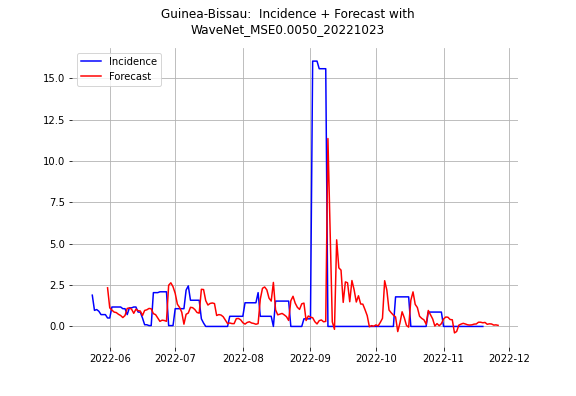 Guinea-Bissau:  Incidence + Forecast with
WaveNet_MSE0.0050_20221023
Incidence
Forecast
15.0
12.5
10.0
7.5
5.0
2.5
0.0
2022-06 2022-07 2022-08 2022-09 2022-10 2022-11 2022-12